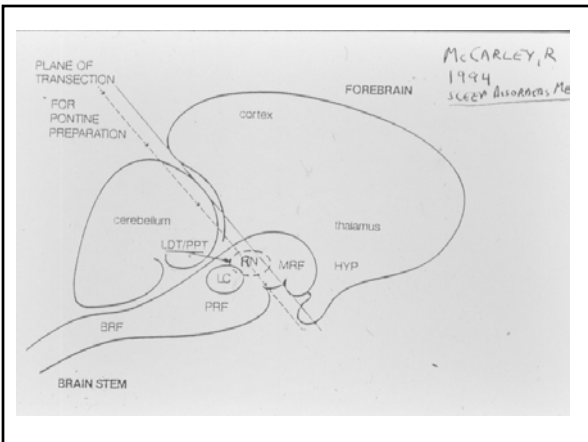 McCARLEY, R
1994
PLANE OF
TRANSECTION
FOR
PONTINE
PREPARATION
FOREBRAIN
cortex
cerebellum
thalamus
LDT/PPT
RN
MRF
HYP
LC
PRF
BRF
BRAIN STEM